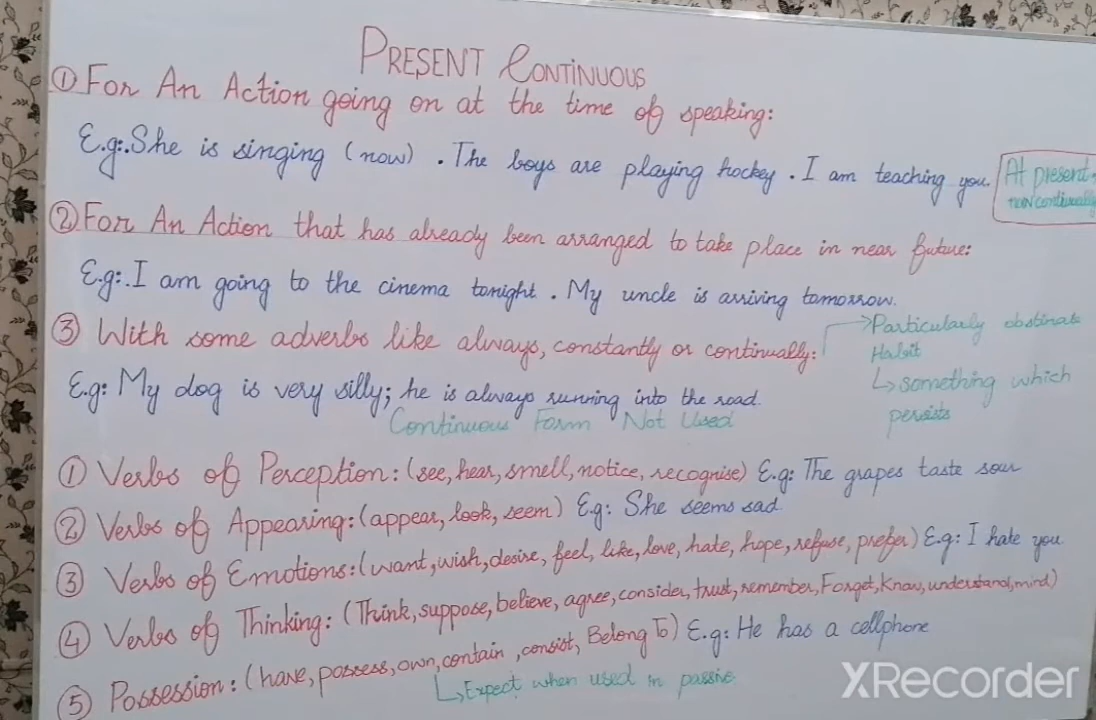 PRESENT CONTINUOUS
① For An Action going on at the time of speaking:
E.g:. She is singing (now) . The boys are playing hockey . I am teaching you.
At present
non continually
② For An Action that has already been arranged to take place in near future:
E.g:. I am going to the cinema tonight . My uncle is arriving tomorrow.
③ With some adverbs like always, constantly or continually:
→ Particularly obstinate
Habit
↳ something which
persists
E.g: My dog is very silly; he is always running into the road.
Continuous Form Not Used
① Verbs of Perception: (see, hear, smell, notice, recognise) E.g: The grapes taste sour
② Verbs of Appearing: (appear, look, seem) E.g: She seems sad.
③ Verbs of Emotions: (want, wish, desire, feel, like, love, hate, hope, refuse, prefer) E.g: I hate you.
④ Verbs of Thinking: (Think, suppose, believe, agree, consider, trust, remember, Forget, Know, understand, mind)
⑤ Possession: (have, possess, own, contain, consist, Belong To) E.g: He has a cellphone
↳ Expect when used in passive
XRecorder